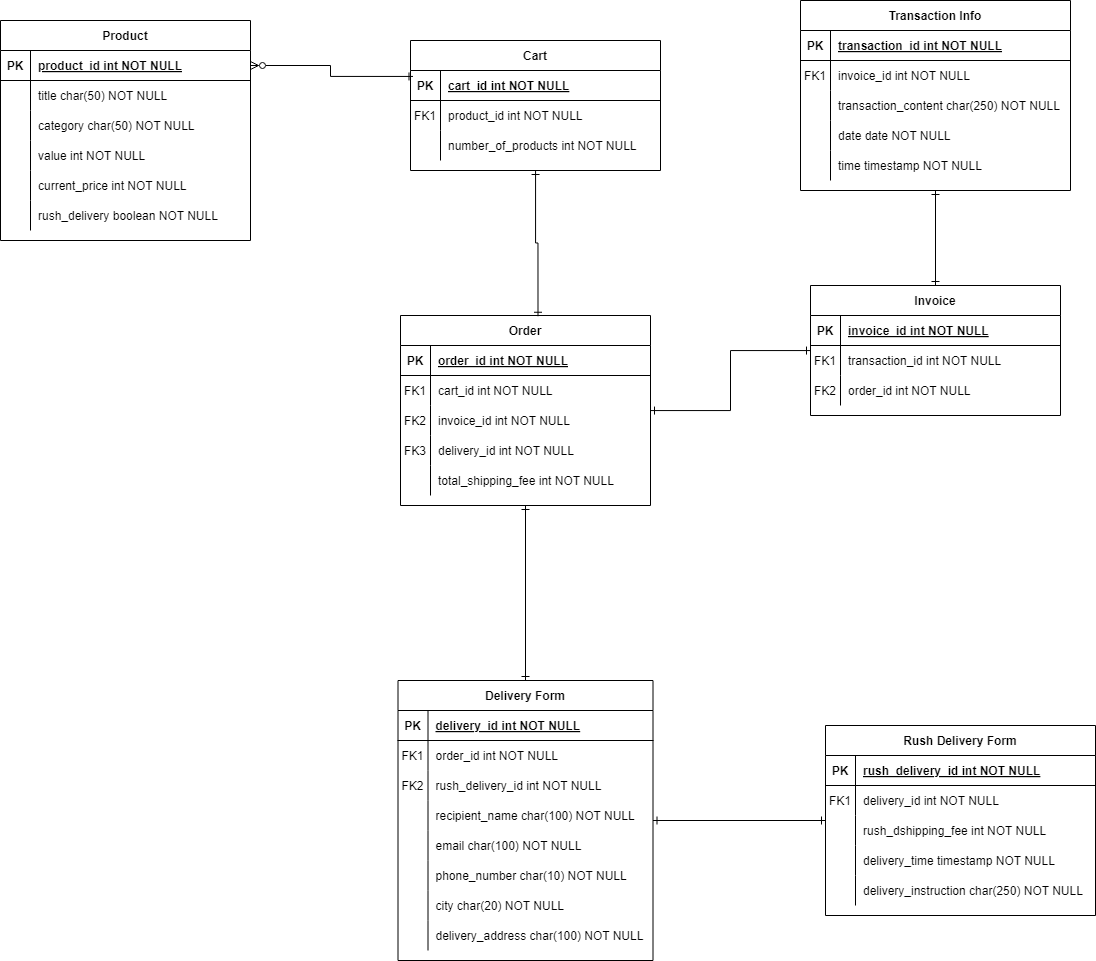 Product
PK product_id int NOT NULL
title char(50) NOT NULL
category char(50) NOT NULL
value int NOT NULL
current_price int NOT NULL
rush_delivery boolean NOT NULL
Cart
PK cart_id int NOT NULL
FK1 product_id int NOT NULL
number_of_products int NOT NULL
Transaction Info
PK transaction_id int NOT NULL
FK1 invoice_id int NOT NULL
transaction_content char(250) NOT NULL
date date NOT NULL
time timestamp NOT NULL
Order
PK order_id int NOT NULL
FK1 cart_id int NOT NULL
FK2 invoice_id int NOT NULL
FK3 delivery_id int NOT NULL
total_shipping_fee int NOT NULL
Invoice
PK invoice_id int NOT NULL
FK1 transaction_id int NOT NULL
FK2 order_id int NOT NULL
Delivery Form
PK delivery_id int NOT NULL
FK1 order_id int NOT NULL
FK2 rush_delivery_id int NOT NULL
recipient_name char(100) NOT NULL
email char(100) NOT NULL
phone_number char(10) NOT NULL
city char(20) NOT NULL
delivery_address char(100) NOT NULL
Rush Delivery Form
PK rush_delivery_id int NOT NULL
FK1 delivery_id int NOT NULL
rush_dshipping_fee int NOT NULL
delivery_time timestamp NOT NULL
delivery_instruction char(250) NOT NULL